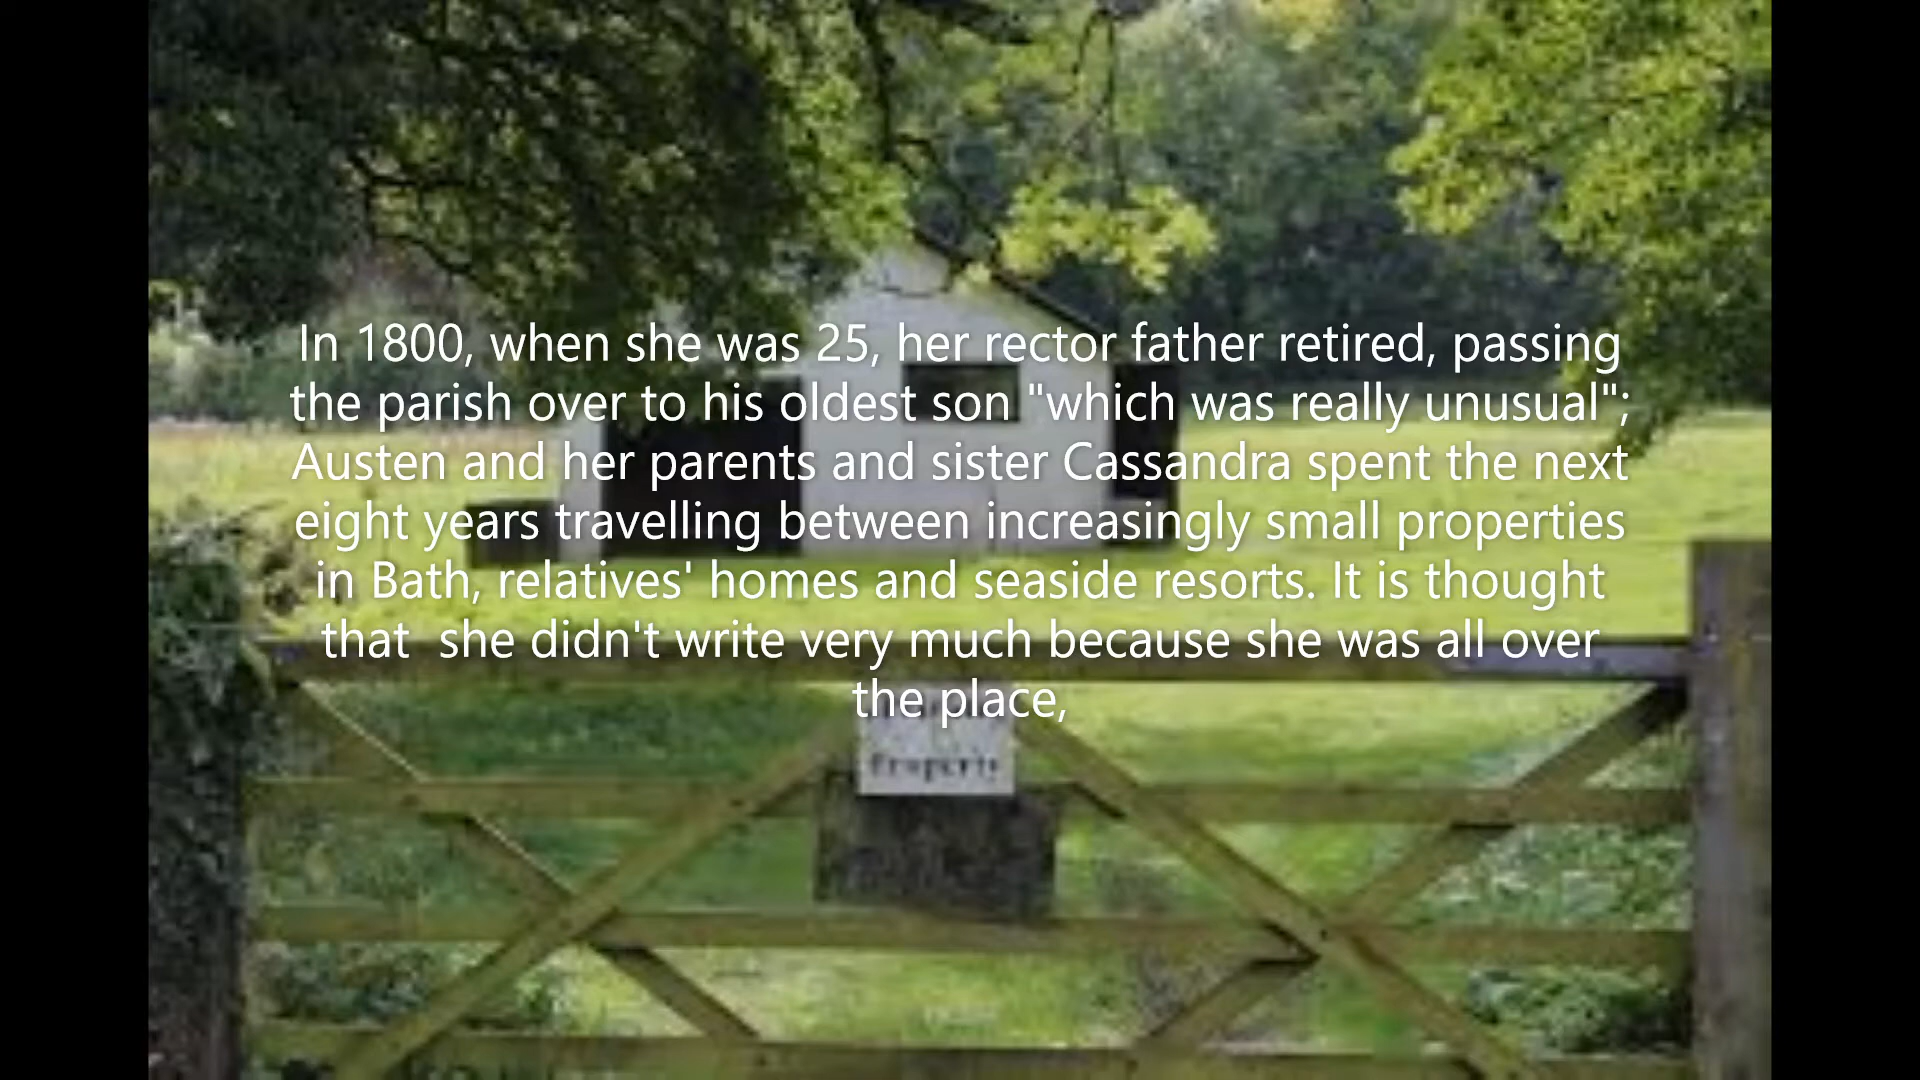 In 1800, when she was 25, her rector father retired, passing
the parish over to his oldest son "which was really unusual";
Austen and her parents and sister Cassandra spent the next
eight years travelling between increasingly small properties
in Bath, relatives' homes and seaside resorts. It is thought
that  she didn't write very much because she was all over
the place,
Property